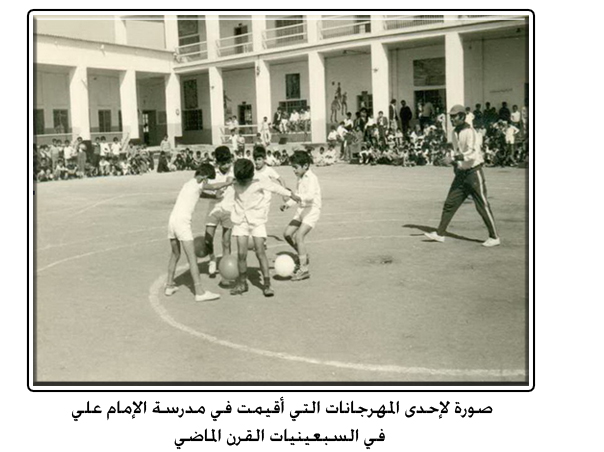 صورة لإحدى المهرجانات التي أقيمت في مدرسة الإمام علي
في السبعينيات القرن الماضي